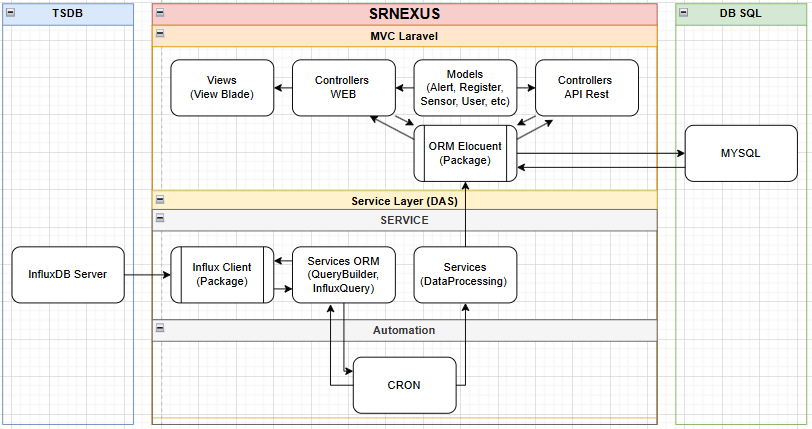 TSDB
SRNEXUS
DB SQL
MVC Laravel
Views
(View Blade)
Controllers
WEB
Models
(Alert, Register,
Sensor, User, etc)
Controllers
API Rest
ORM Elocuent
(Package)
MYSQL
Service Layer (DAS)
SERVICE
InfluxDB Server
Influx Client
(Package)
Services ORM
(QueryBuilder,
InfluxQuery)
Services
(DataProcessing)
Automation
CRON